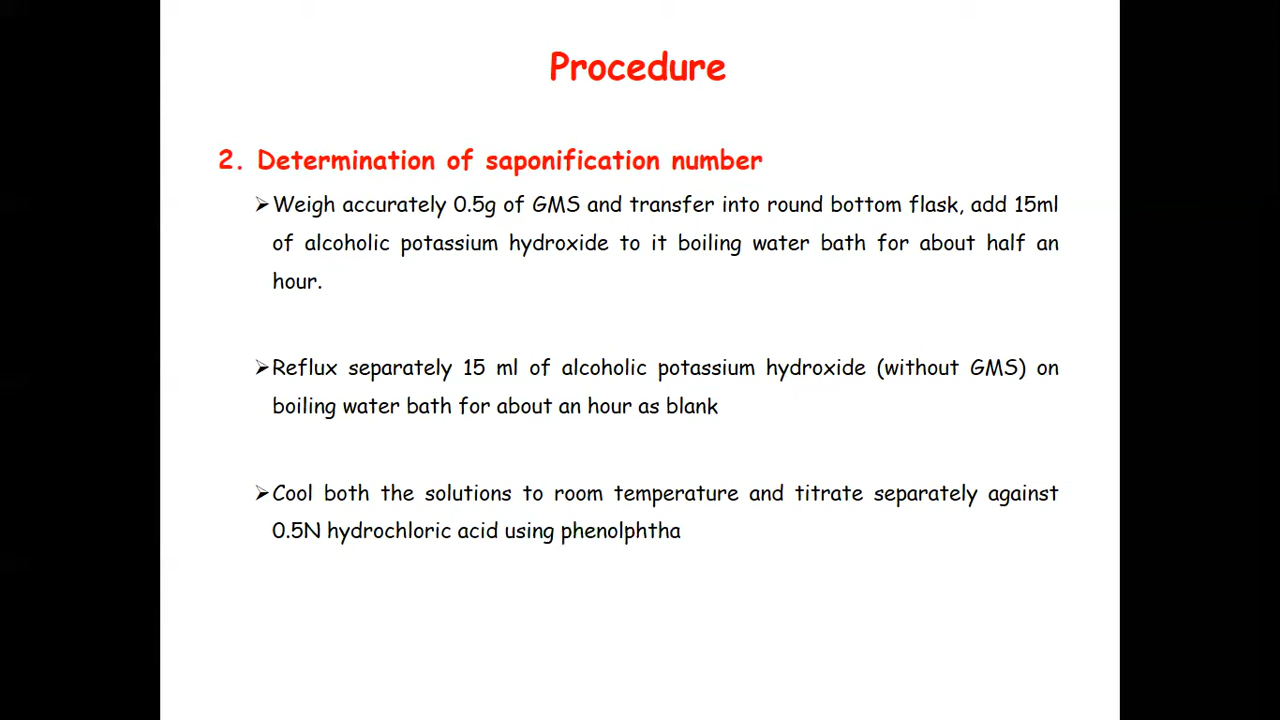 Procedure
2. Determination of saponification number
➢Weigh accurately 0.5g of GMS and transfer into round bottom flask, add 15ml
of alcoholic potassium hydroxide to it boiling water bath for about half an
hour.
➢Reflux separately 15 ml of alcoholic potassium hydroxide (without GMS) on
boiling water bath for about an hour as blank
➢Cool both the solutions to room temperature and titrate separately against
0.5N hydrochloric acid using phenolphtha